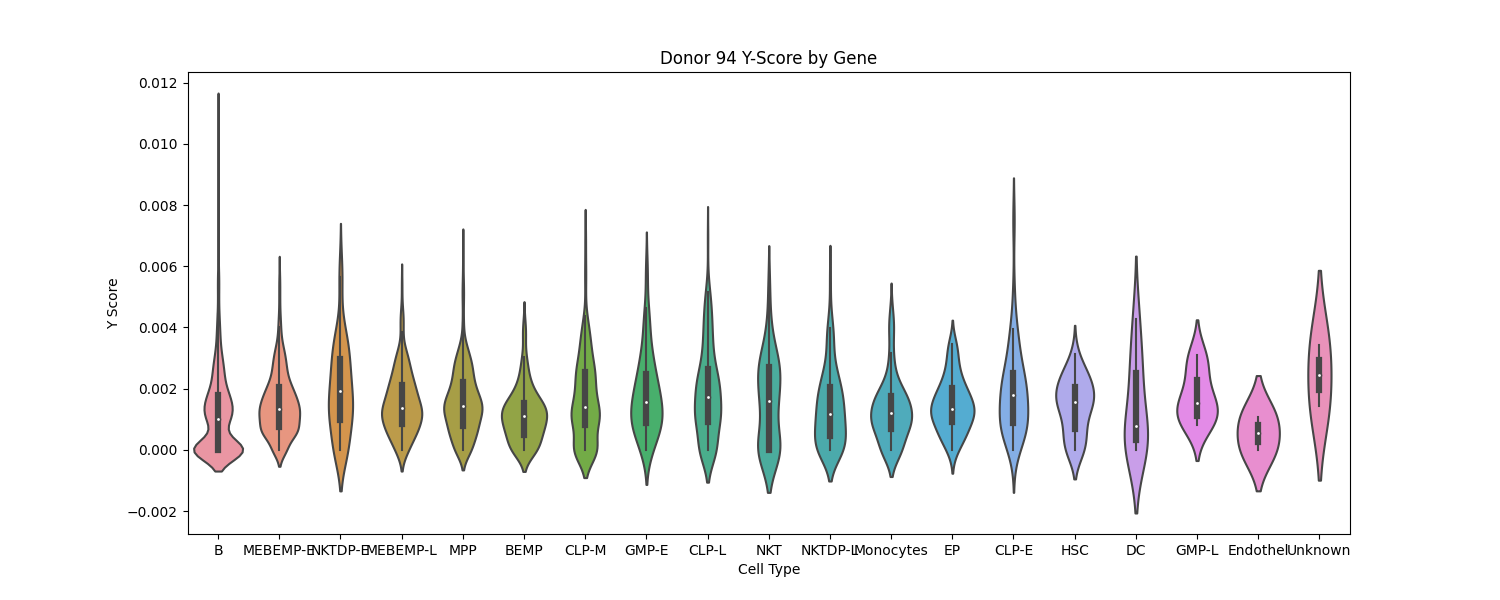 Donor 94 Y-Score by Gene
Y Score
0.012
0.010
0.008
0.006
0.004
0.002
0.000
−0.002
B MEBEMP-E NKTDP-E MEBEMP-L MPP BEMP CLP-M GMP-E CLP-L NKT NKTDP-L Monocytes EP CLP-E HSC DC GMP-L Endothel Unknown
Cell Type